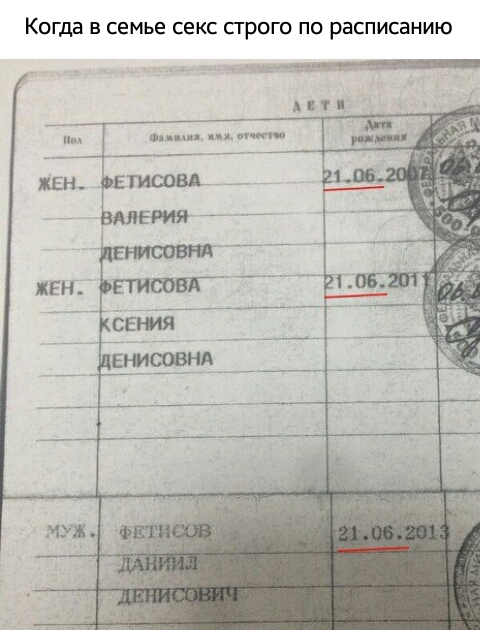 Когда в семье секс строго по расписанию
ДЕТИ
Пол Фамилия, имя, отчество Дата рождения
ЖЕН. ФЕТИСОВА 21.06.2007
ВАЛЕРИЯ
ДЕНИСОВНА
ЖЕН. ФЕТИСОВА 21.06.2011
КСЕНИЯ
ДЕНИСОВНА
МУЖ. ФЕТИСОВ 21.06.2013
ДАНИИЛ
ДЕНИСОВИЧ